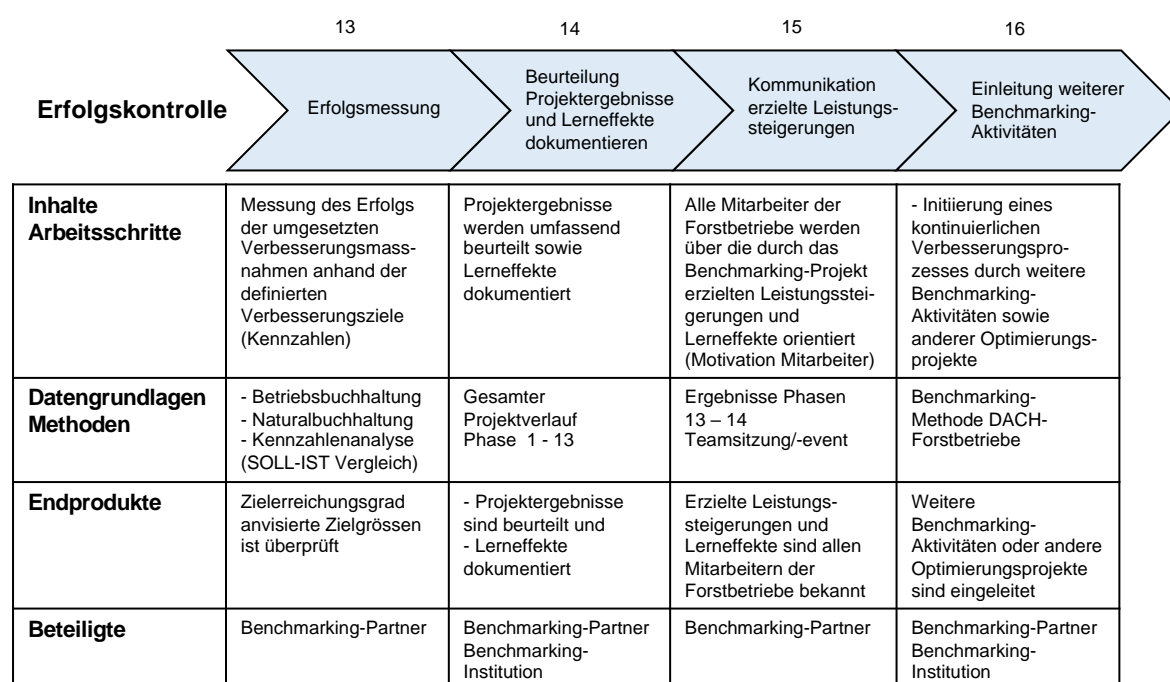 13
14
15
16
Erfolgskontrolle
Erfolgsmessung
Beurteilung
Projektergebnisse
und Lerneffekte
dokumentieren
Kommunikation
erzielte Leistungs-
steigerungen
Einleitung weiterer
Benchmarking-
Aktivitäten
Inhalte
Arbeitsschritte
Messung des Erfolgs
der umgesetzten
Verbesserungsmass-
nahmen anhand der
definierten
Verbesserungsziele
(Kennzahlen)
Projektergebnisse
werden umfassend
beurteilt sowie
Lerneffekte
dokumentiert
Alle Mitarbeiter der
Forstbetriebe werden
über die durch das
Benchmarking-Projekt
erzielten Leistungsstei-
gerungen und
Lerneffekte orientiert
(Motivation Mitarbeiter)
- Initiierung eines
kontinuierlichen
Verbesserungspro-
zesses durch weitere
Benchmarking-
Aktivitäten sowie
anderer Optimierungs-
projekte
Datengrundlagen
Methoden
- Betriebsbuchhaltung
- Naturalbuchhaltung
- Kennzahlenanalyse
(SOLL-IST Vergleich)
Gesamter
Projektverlauf
Phase 1 - 13
Ergebnisse Phasen
13 – 14
Teamsitzung/-event
Benchmarking-
Methode DACH-
Forstbetriebe
Endprodukte
Zielerreichungsgrad
anvisierte Zielgrössen
ist überprüft
- Projektergebnisse
sind beurteilt und
- Lerneffekte
dokumentiert
Erzielte Leistungs-
steigerungen und
Lerneffekte sind allen
Mitarbeitern der
Forstbetriebe bekannt
Weitere
Benchmarking-
Aktivitäten oder andere
Optimierungsprojekte
sind eingeleitet
Beteiligte
Benchmarking-Partner
Benchmarking-Partner
Benchmarking-
Institution
Benchmarking-Partner
Benchmarking-Partner
Benchmarking-
Institution